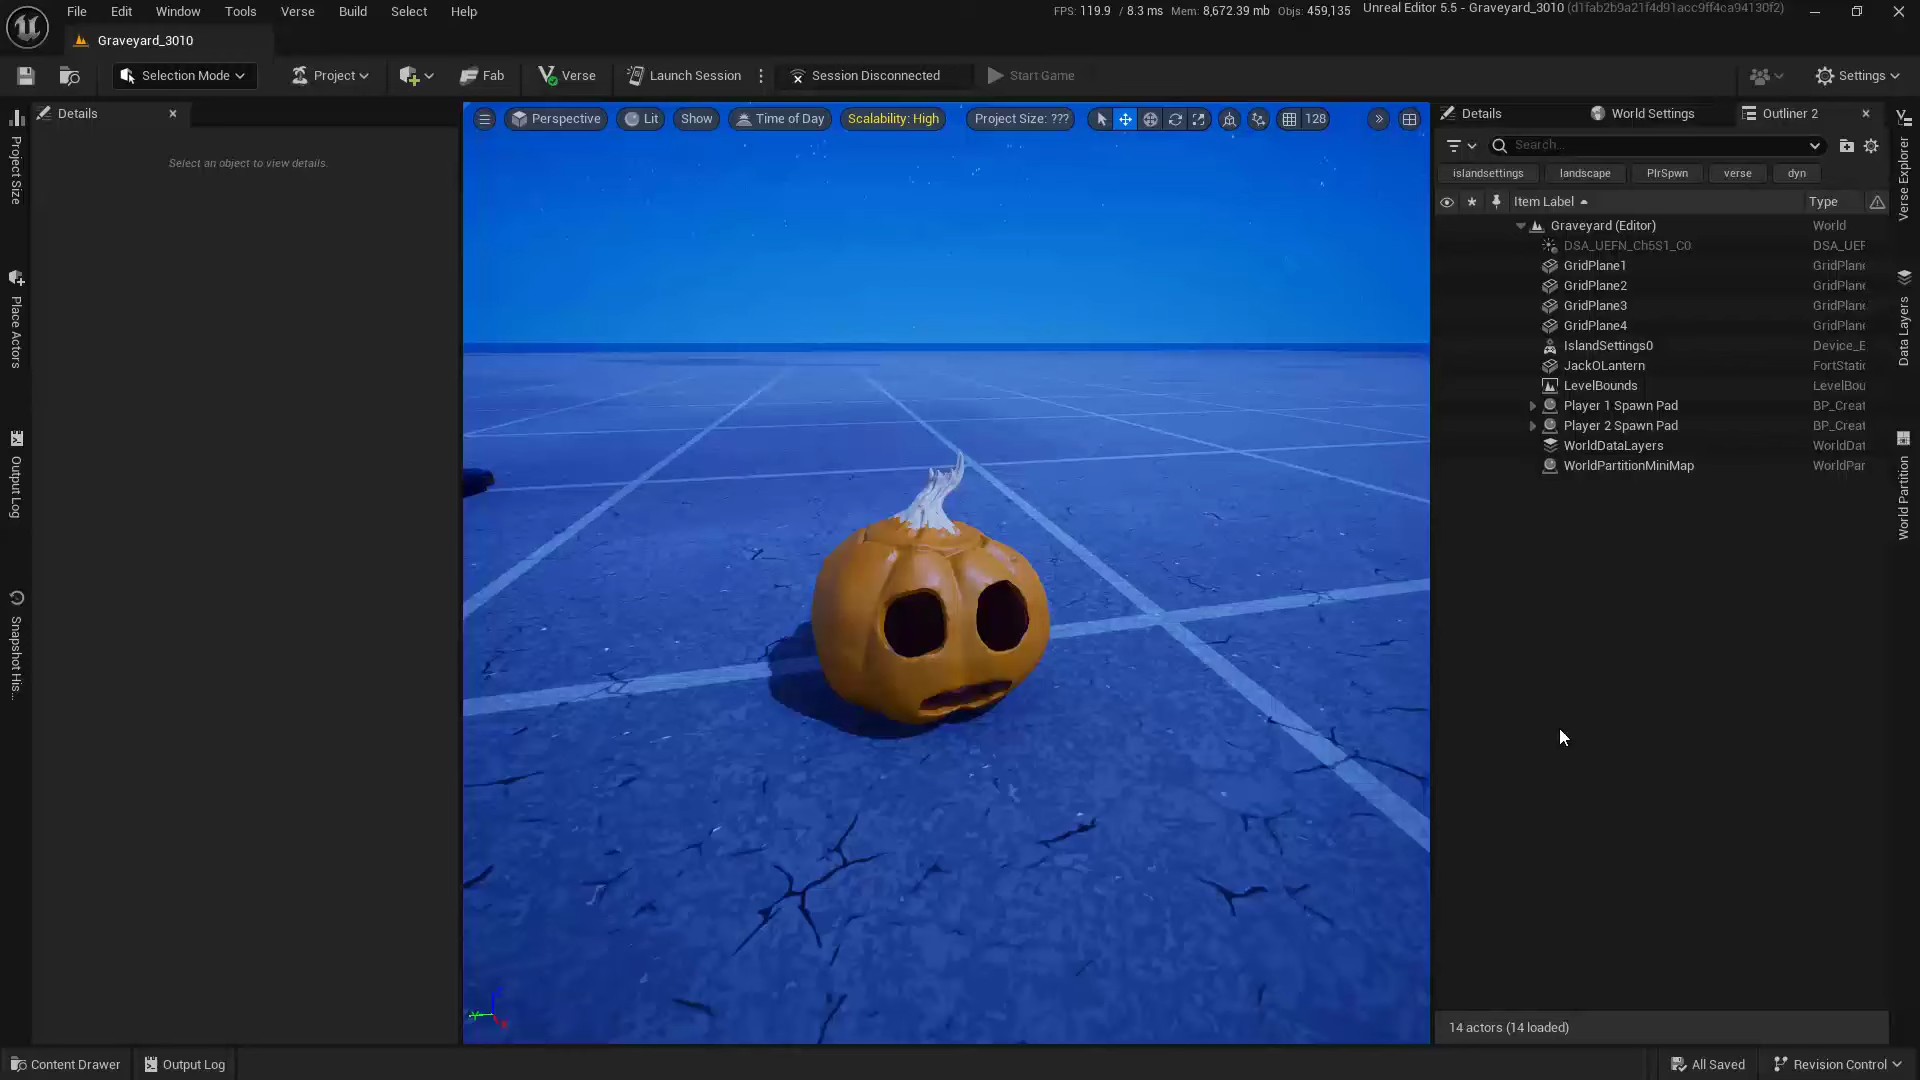 File Edit Window Tools Verse Build Select Help
FPS: 119.9 / 8.3 ms Mem: 8,672.39 mb Objs: 459,135 Unreal Editor 5.5 - Graveyard_3010 (d1fab2b9a21f4d91acc9ff4ca94130f2)
Graveyard_3010
Selection Mode Project Fab Verse Launch Session Session Disconnected Start Game Settings
Details
Select an object to view details.
Project Size
Place Actors
Output Log
Snapshot His...
Perspective Lit Show Time of Day Scalability: High Project Size: ??? 128
Details World Settings Outliner 2
Search...
islandsettings landscape PlrSpwn verse dyn
Item Label Type
Graveyard (Editor) World
DSA_UEFN_Ch5S1_C0 DSA_UEF
GridPlane1 GridPlane
GridPlane2 GridPlane
GridPlane3 GridPlane
GridPlane4 GridPlane
IslandSettings0 Device_E
JackOLantern FortStatic
LevelBounds LevelBou
Player 1 Spawn Pad BP_Creat
Player 2 Spawn Pad BP_Creat
WorldDataLayers WorldDat
WorldPartitionMiniMap WorldPar
14 actors (14 loaded)
Verse Explorer
Data Layers
World Partition
Content Drawer Output Log All Saved Revision Control